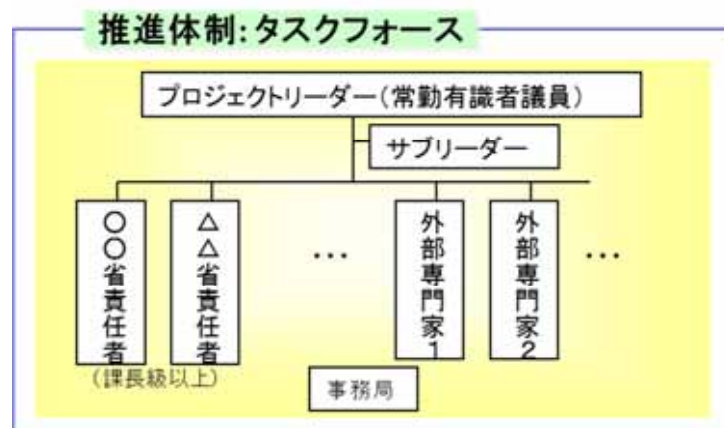 推進体制:タスクフォース
プロジェクトリーダー(常勤有識者議員)
サブリーダー
○○省責任者
△△省責任者
…
外部専門家1
外部専門家2
…
(課長級以上)
事務局